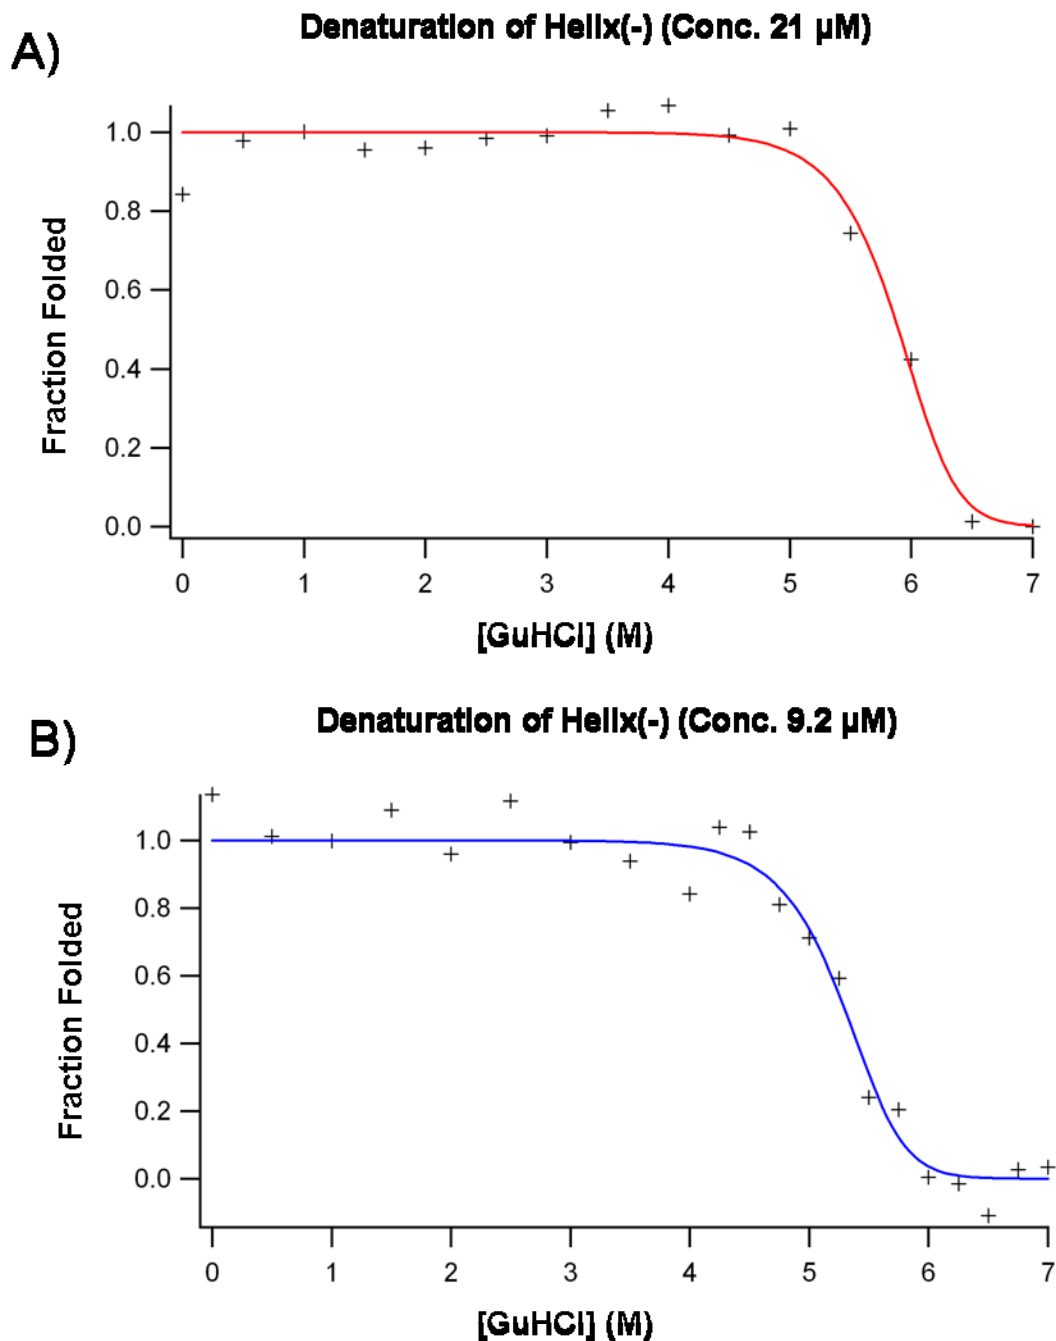 A)
Denaturation of Helix(-) (Conc. 21 µM)
Fraction Folded
1.0
0.8
0.6
0.4
0.2
0.0
0 1 2 3 4 5 6 7
[GuHCl] (M)
B)
Denaturation of Helix(-) (Conc. 9.2 µM)
Fraction Folded
1.0
0.8
0.6
0.4
0.2
0.0
0 1 2 3 4 5 6 7
[GuHCl] (M)